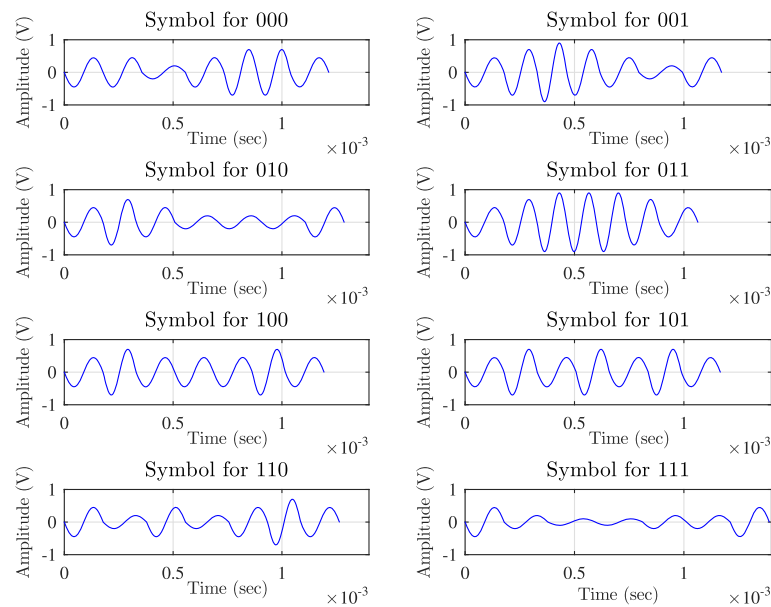 Symbol for 000
Amplitude (V)
1
0
-1
0
0.5
1
Time (sec)
×10-3
Symbol for 001
Amplitude (V)
1
0
-1
0
0.5
1
Time (sec)
×10-3
Symbol for 010
Amplitude (V)
1
0
-1
0
0.5
1
Time (sec)
×10-3
Symbol for 011
Amplitude (V)
1
0
-1
0
0.5
1
Time (sec)
×10-3
Symbol for 100
Amplitude (V)
1
0
-1
0
0.5
1
Time (sec)
×10-3
Symbol for 101
Amplitude (V)
1
0
-1
0
0.5
1
Time (sec)
×10-3
Symbol for 110
Amplitude (V)
1
0
-1
0
0.5
1
Time (sec)
×10-3
Symbol for 111
Amplitude (V)
1
0
-1
0
0.5
1
Time (sec)
×10-3